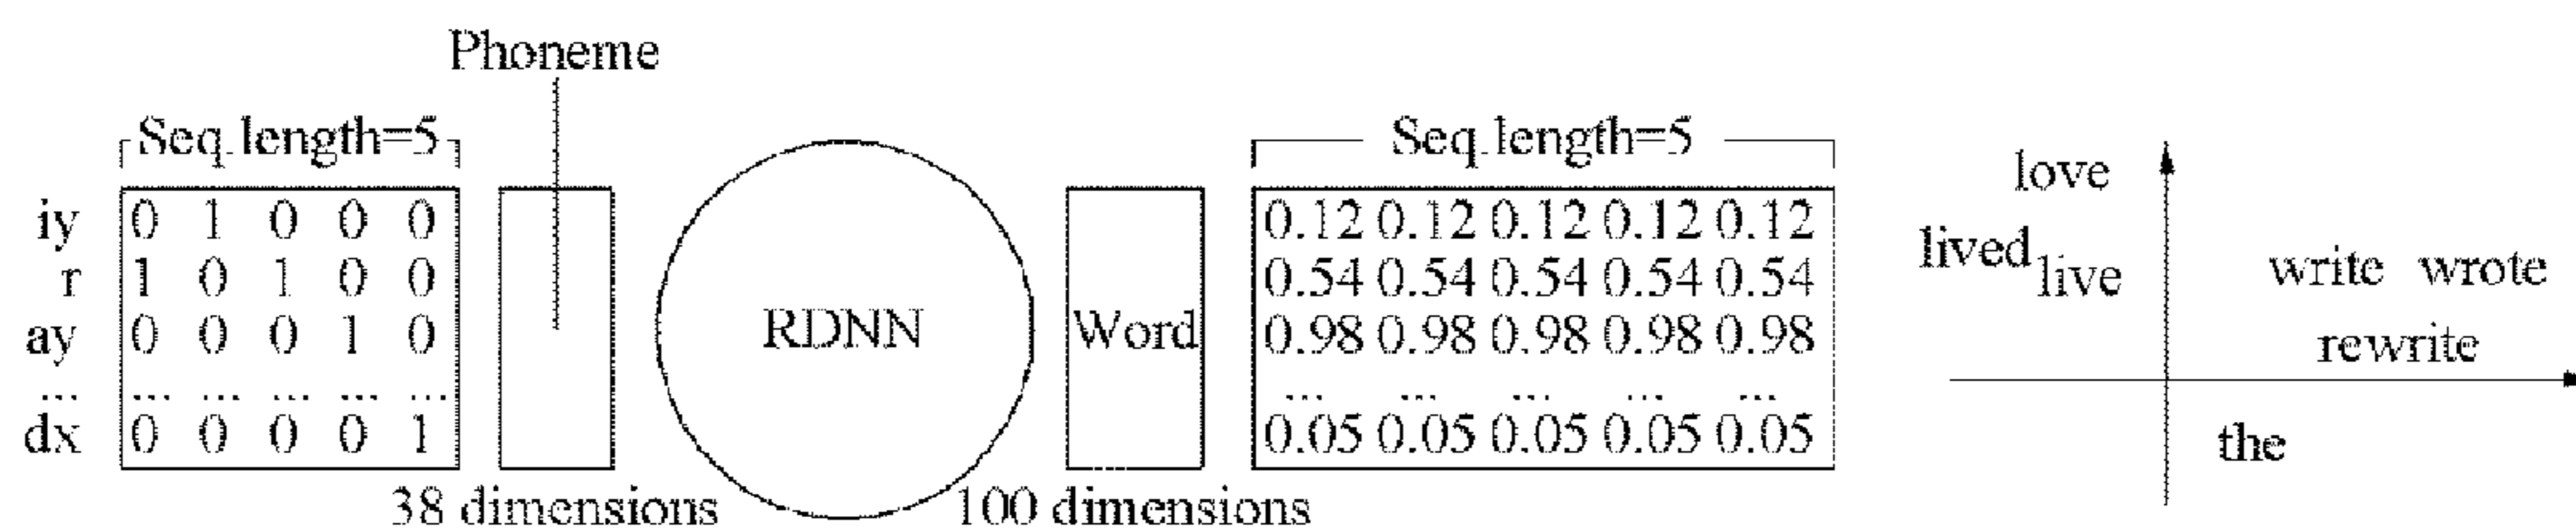 Phoneme
Seq.length=5
iy 0 1 0 0 0
r 1 0 1 0 0
ay 0 0 0 1 0
... ... ... ... ... ...
dx 0 0 0 0 1
38 dimensions
RDNN
Word
100 dimensions
Seq.length=5
0.12 0.12 0.12 0.12 0.12
0.54 0.54 0.54 0.54 0.54
0.98 0.98 0.98 0.98 0.98
... ... ... ... ...
0.05 0.05 0.05 0.05 0.05
love
lived live
write wrote
rewrite
the